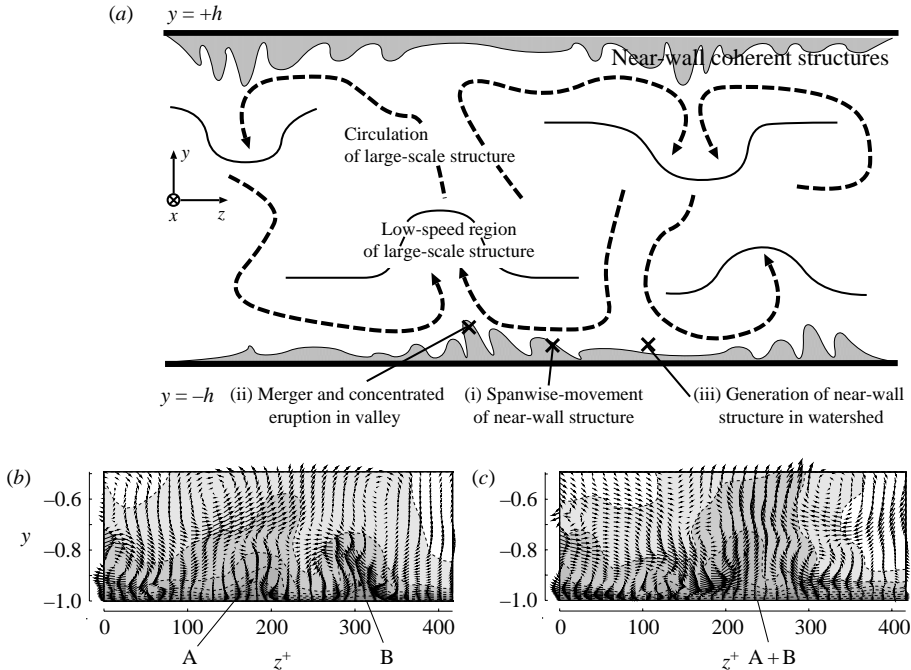 (a)
y = +h
Near-wall coherent structures
Circulation
of large-scale structure
y
x
z
Low-speed region
of large-scale structure
y = –h
(ii) Merger and concentrated
eruption in valley
(i) Spanwise-movement
of near-wall structure
(iii) Generation of near-wall
structure in watershed
(b)
–0.6
y
–0.8
–1.0
0 100 200 300 400
A z+ B
(c)
–0.6
–0.8
–1.0
0 100 200 300 400
z+ A + B